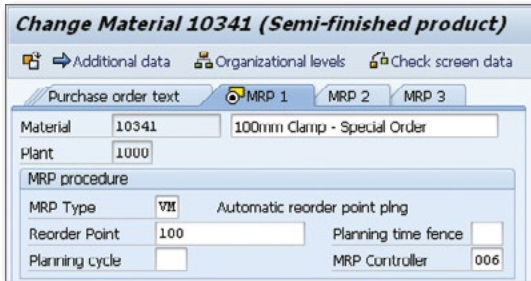 Change Material 10341 (Semi-finished product)
Additional data Organizational levels Check screen data
Purchase order text MRP 1 MRP 2 MRP 3
Material 10341 100mm Clamp - Special Order
Plant 1000
MRP procedure
MRP Type VM Automatic reorder point plng
Reorder Point 100 Planning time fence
Planning cycle MRP Controller 006